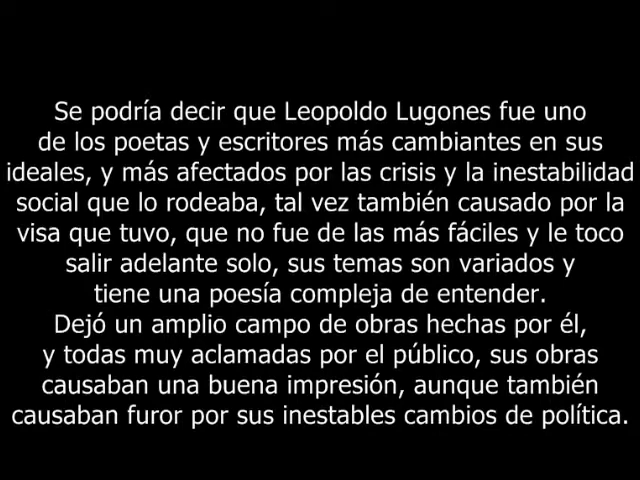 Se podría decir que Leopoldo Lugones fue uno
de los poetas y escritores más cambiantes en sus
ideales, y más afectados por las crisis y la inestabilidad
social que lo rodeaba, tal vez también causado por la
visa que tuvo, que no fue de las más fáciles y le toco
salir adelante solo, sus temas son variados y
tiene una poesía compleja de entender.
Dejó un amplio campo de obras hechas por él,
y todas muy aclamadas por el público, sus obras
causaban una buena impresión, aunque también
causaban furor por sus inestables cambios de política.